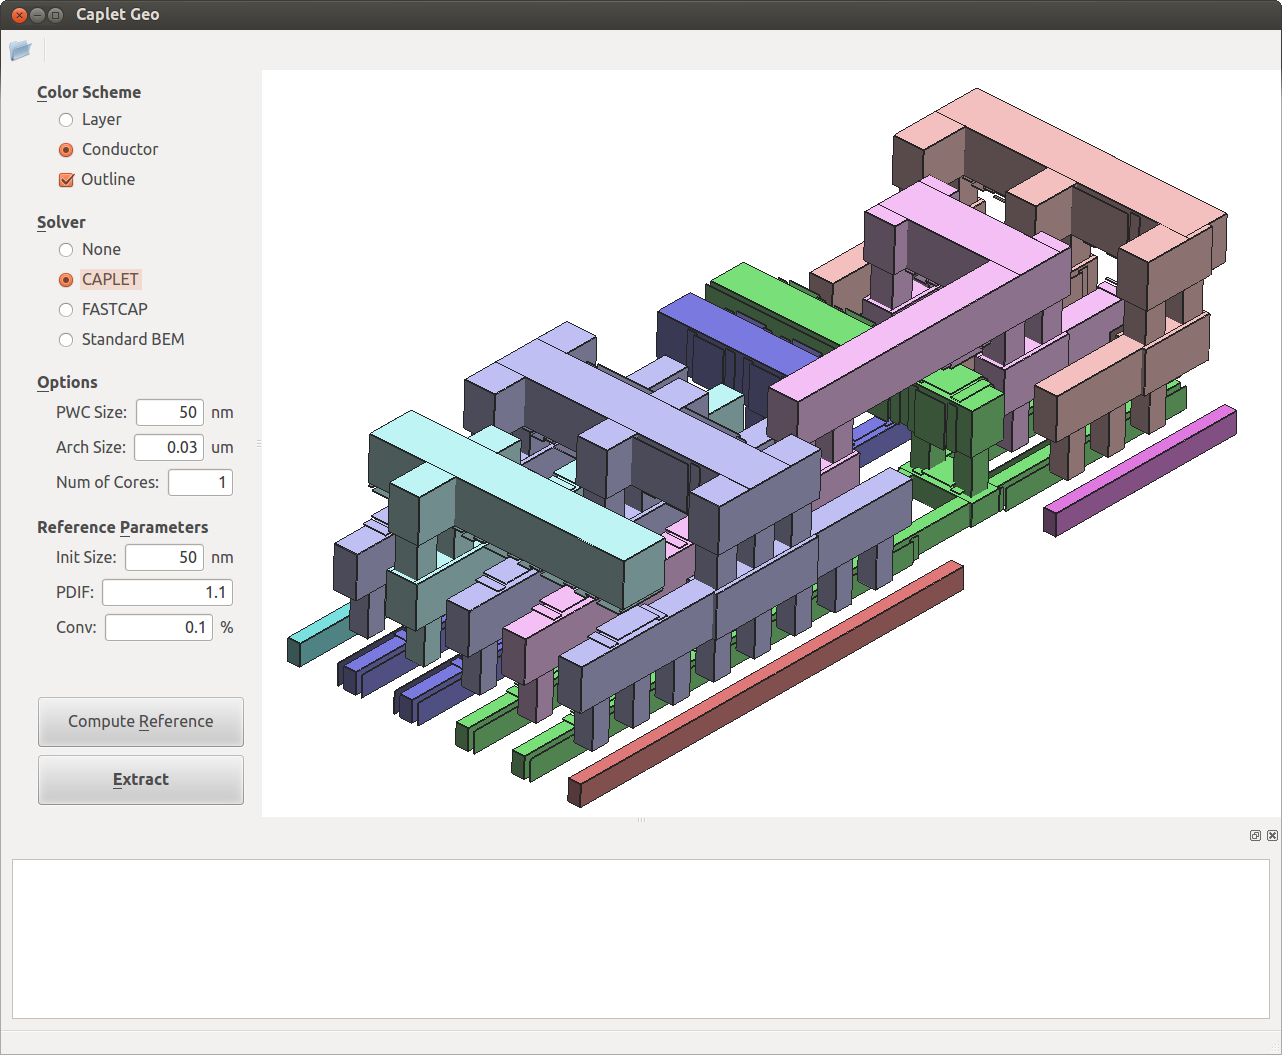 Caplet Geo
Color Scheme
Layer
Conductor
Outline
Solver
None
CAPLET
FASTCAP
Standard BEM
Options
PWC Size: 50 nm
Arch Size: 0.03 um
Num of Cores: 1
Reference Parameters
Init Size: 50 nm
PDIF: 1.1
Conv: 0.1 %
Compute Reference
Extract